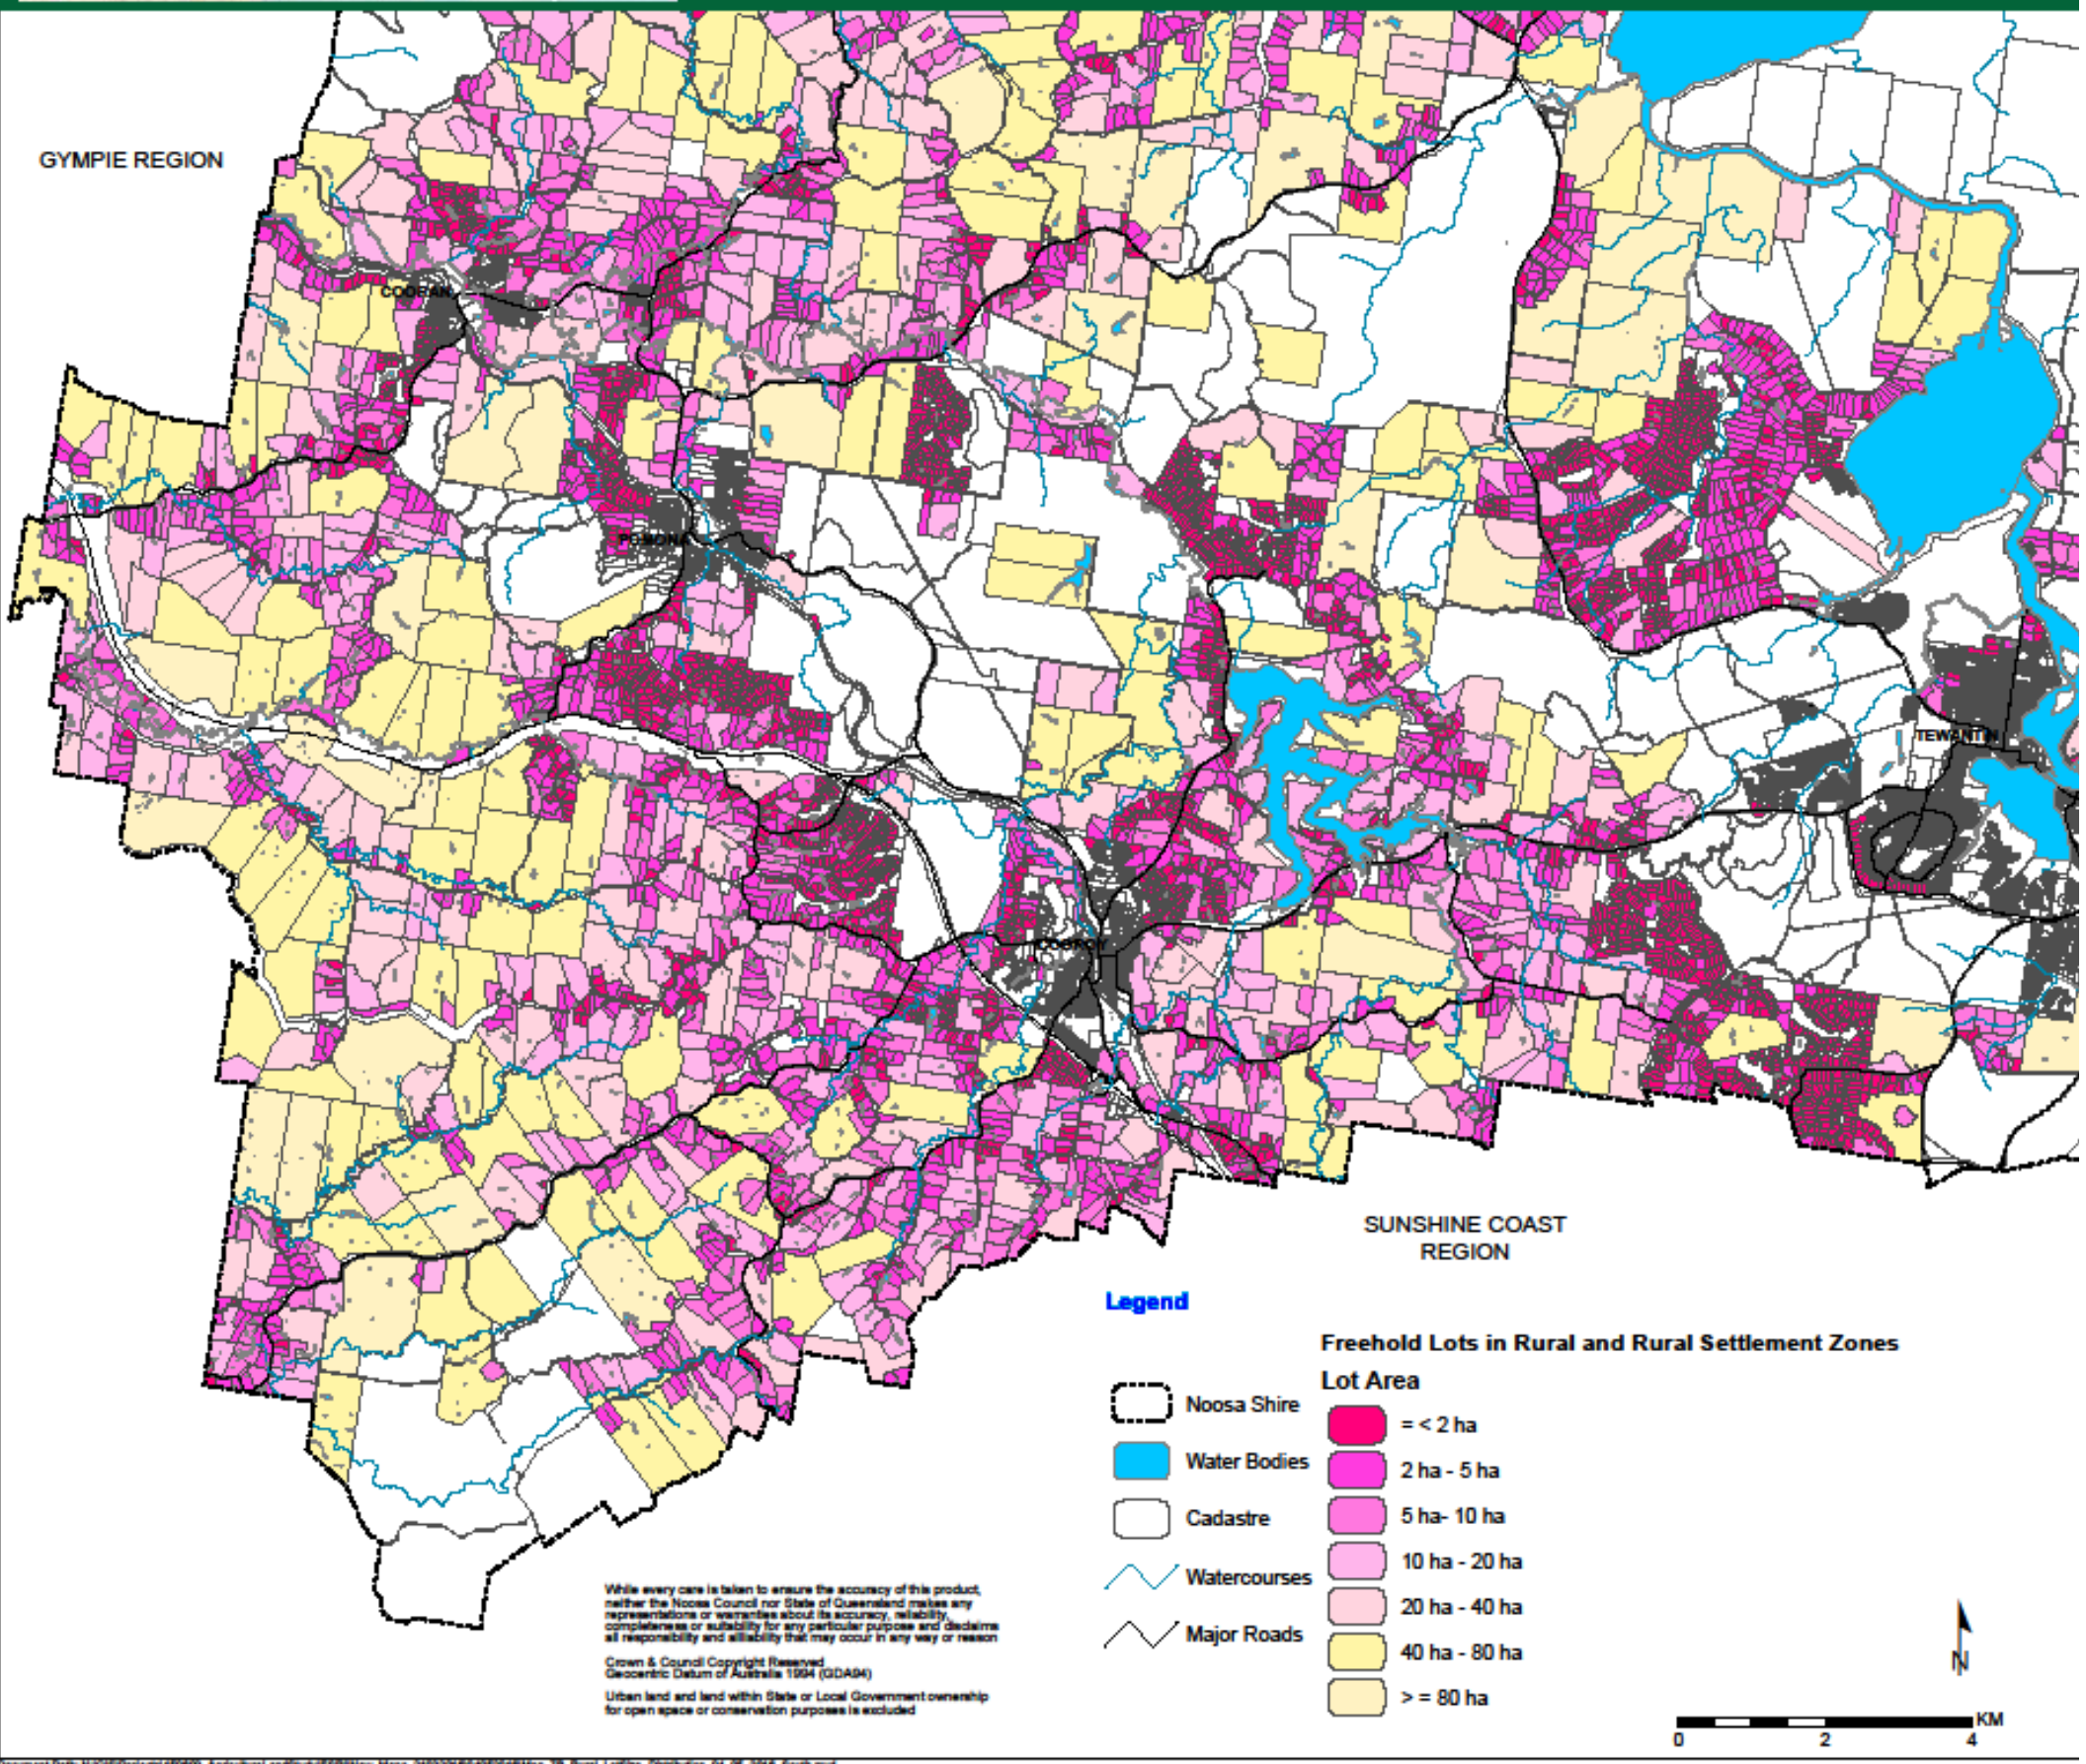 GYMPIE REGION
COORAN
POMONA
TEWANTIN
COOROY
SUNSHINE COAST
REGION
Legend
Noosa Shire
Water Bodies
Cadastre
Watercourses
Major Roads
Freehold Lots in Rural and Rural Settlement Zones
Lot Area
= < 2 ha
2 ha - 5 ha
5 ha- 10 ha
10 ha - 20 ha
20 ha - 40 ha
40 ha - 80 ha
> = 80 ha
While every care is taken to ensure the accuracy of this product,
neither the Noosa Council nor State of Queensland makes any
representations or warranties about its accuracy, reliability,
completeness or suitability for any particular purpose and disclaims
all responsibility and allliability that may occur in any way or reason
Crown & Council Copyright Reserved
Geocentric Datum of Australia 1994 (GDA94)
Urban land and land within State or Local Government ownership
for open space or conservation purposes is excluded
N
KM
0 2 4